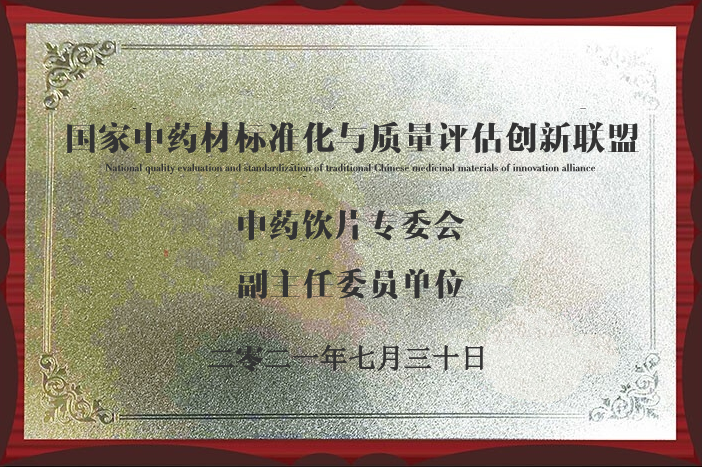 国家中药材标准化与质量评估创新联盟
National quality evaluation and standardization of traditional Chinese medicinal materials of innovation alliance
中药饮片专委会
副主任委员单位
二零二一年七月三十日